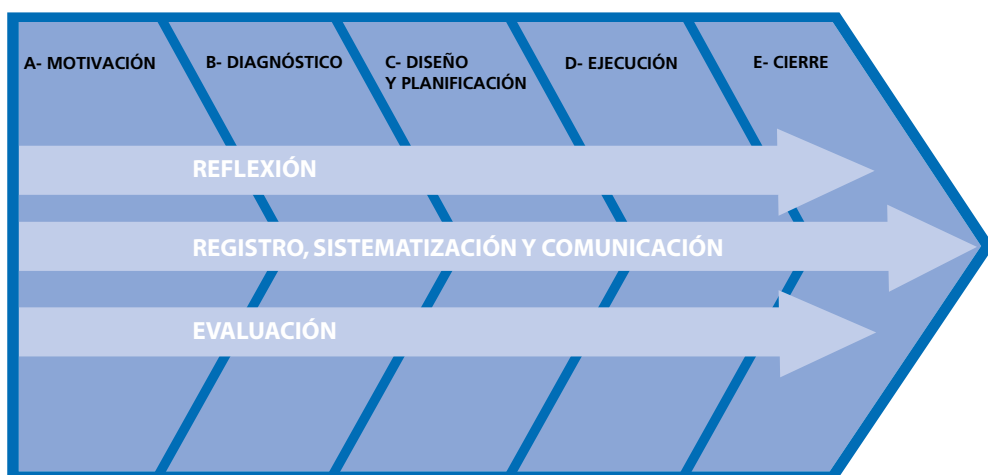 A- MOTIVACIÓN
B- DIAGNÓSTICO
C- DISEÑO
Y PLANIFICACIÓN
D- EJECUCIÓN
E- CIERRE
REFLEXIÓN
REGISTRO, SISTEMATIZACIÓN Y COMUNICACIÓN
EVALUACIÓN